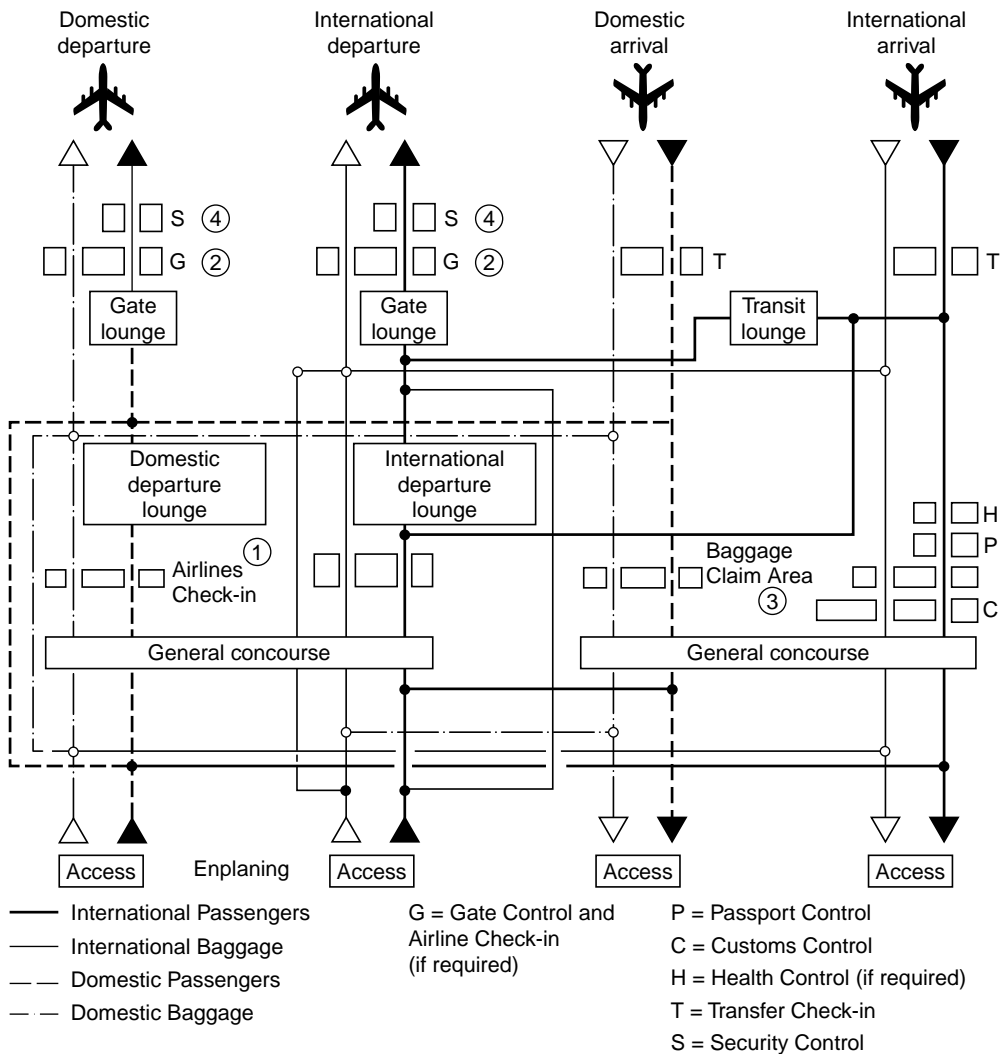 Domestic
departure
International
departure
Domestic
arrival
International
arrival
S 4
S 4
G 2
G 2
T
T
Gate
lounge
Gate
lounge
Transit
lounge
Domestic
departure
lounge
International
departure
lounge
H
P
1
Airlines
Check-in
Baggage
Claim Area
3
C
General concourse
General concourse
Access
Enplaning
Access
Access
Access
International Passengers
International Baggage
Domestic Passengers
Domestic Baggage
G = Gate Control and
Airline Check-in
(if required)
P = Passport Control
C = Customs Control
H = Health Control (if required)
T = Transfer Check-in
S = Security Control